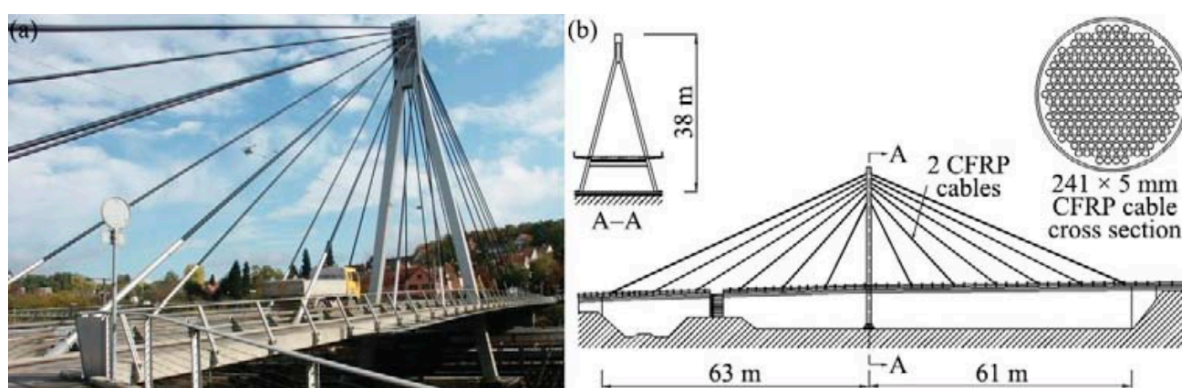 (a)
(b)
38 m
A–A
A
2 CFRP
cables
241 × 5 mm
CFRP cable
cross section
A
63 m
61 m